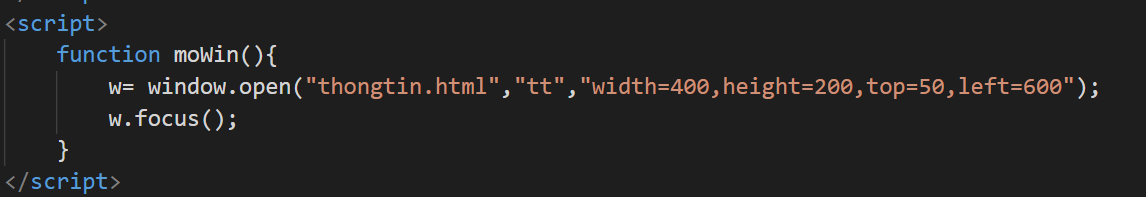 <script>
    function moWin(){
        w= window.open("thongtin.html","tt","width=400,height=200,top=50,left=600");
        w.focus();
    }
</script>